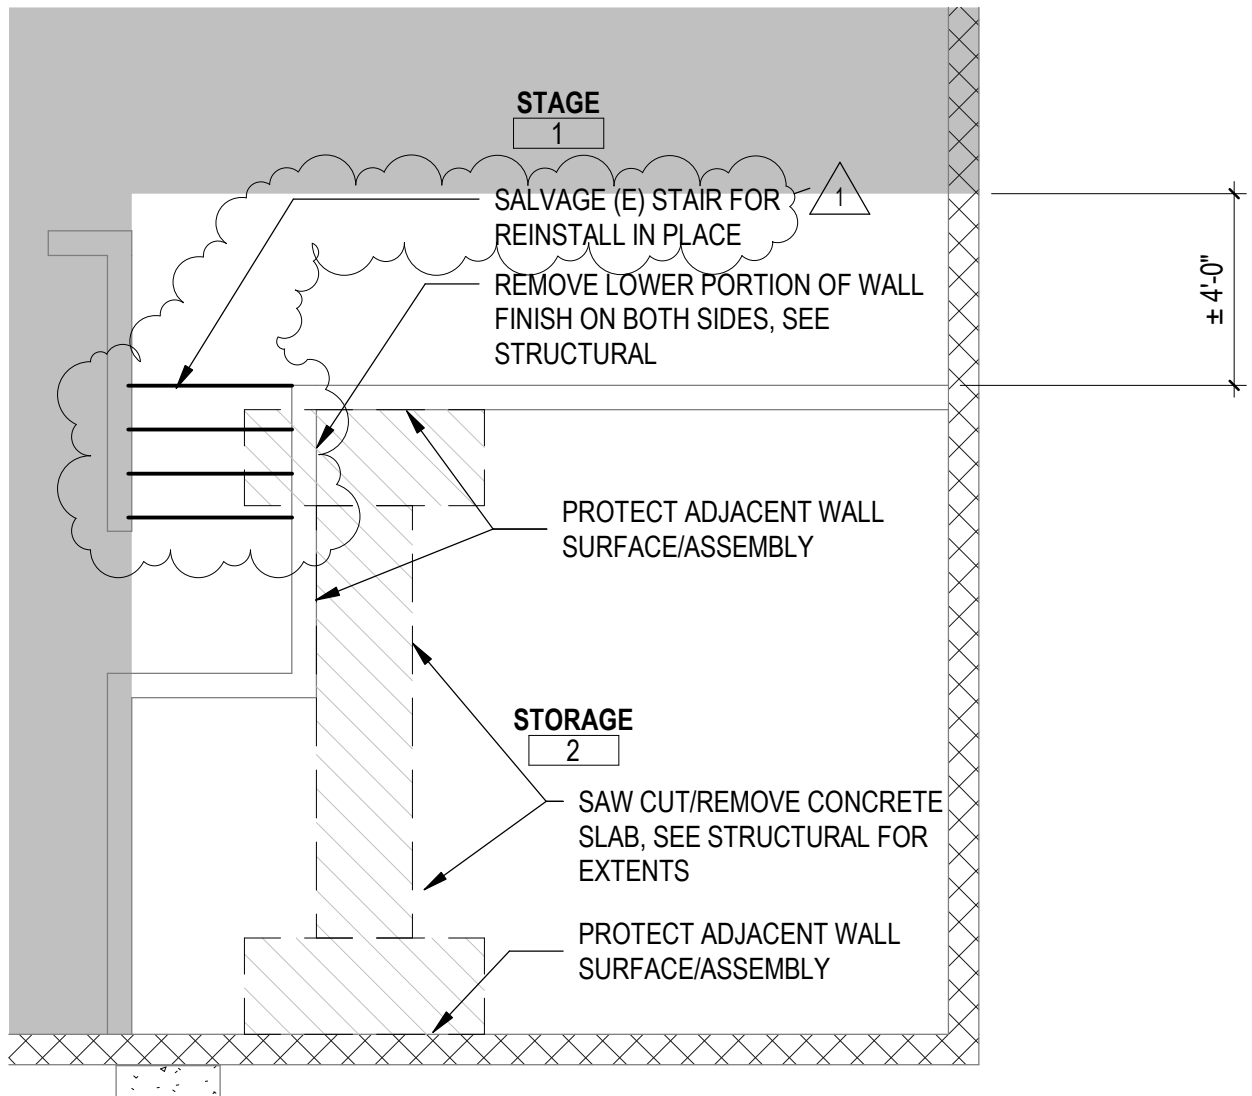 STAGE
1
SALVAGE (E) STAIR FOR
REINSTALL IN PLACE
1
REMOVE LOWER PORTION OF WALL
FINISH ON BOTH SIDES, SEE
STRUCTURAL
± 4'-0"
PROTECT ADJACENT WALL
SURFACE/ASSEMBLY
STORAGE
2
SAW CUT/REMOVE CONCRETE
SLAB, SEE STRUCTURAL FOR
EXTENTS
PROTECT ADJACENT WALL
SURFACE/ASSEMBLY